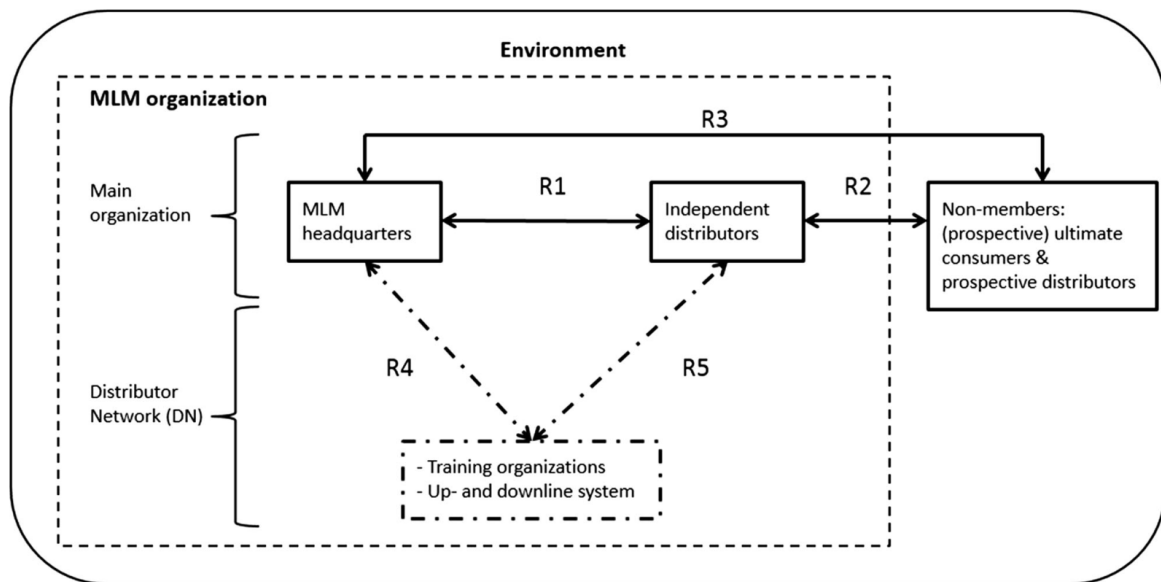 Environment
MLM organization
R3
Main
organization
MLM
headquarters
R1
Independent
distributors
R2
Non-members:
(prospective) ultimate
consumers &
prospective distributors
R4
R5
Distributor
Network (DN)
- Training organizations
- Up- and downline system